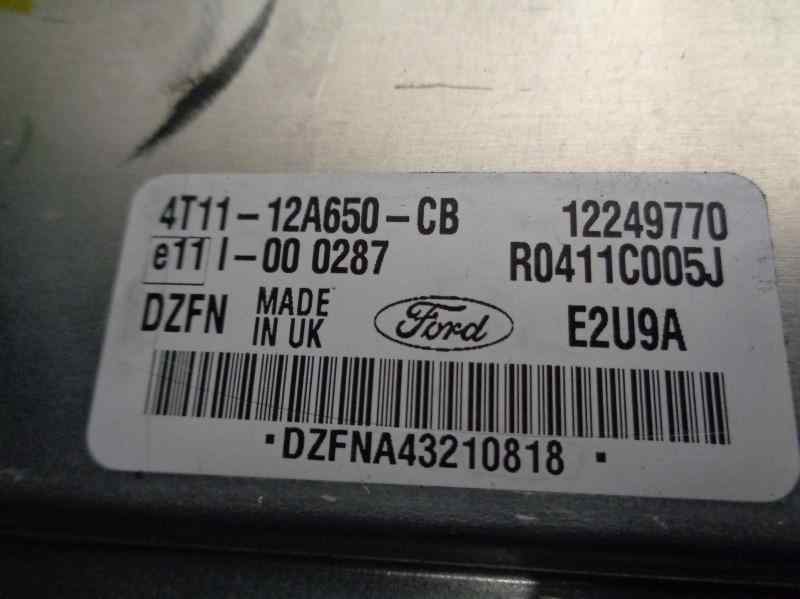 4T11-12A650-CB 12249770
e11 I-00 0287 R0411C005J
DZFN MADE IN UK Ford E2U9A
·DZFNA43210818 ·